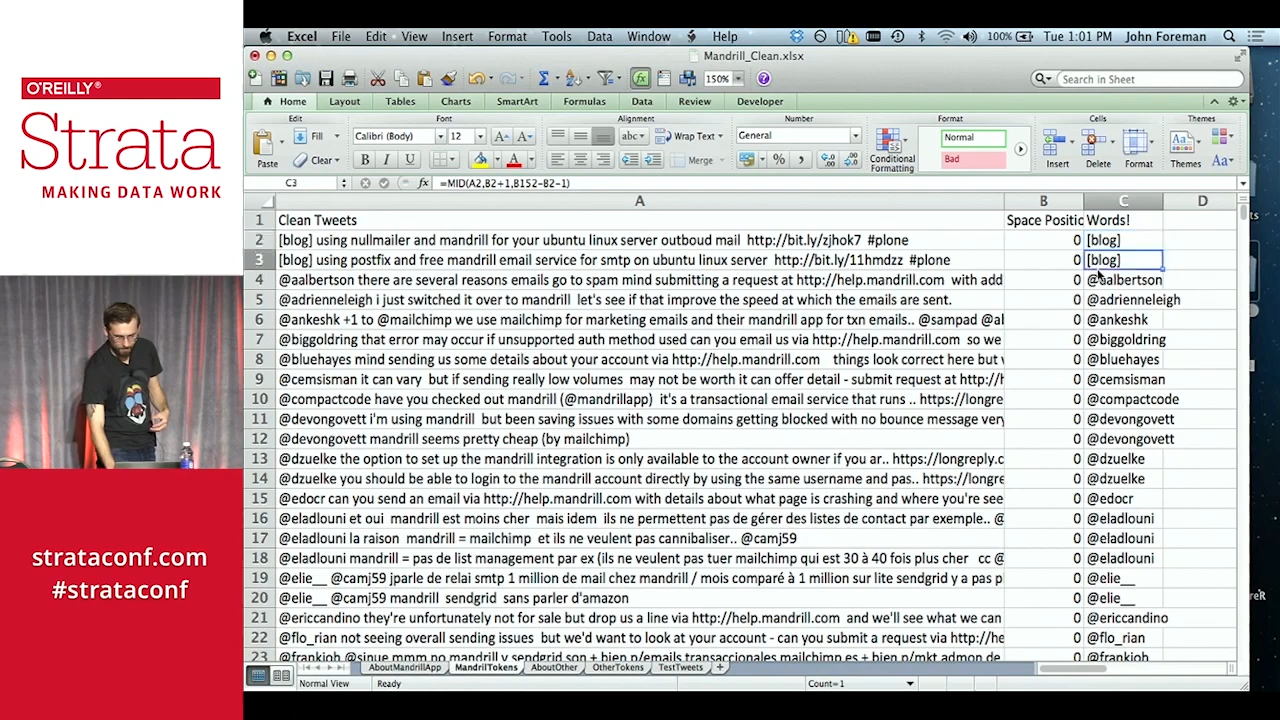 O'REILLY®
Strata
MAKING DATA WORK
strataconf.com
#strataconf
Excel File Edit View Insert Format Tools Data Window Help 100% Tue 1:01 PM John Foreman
Mandrill_Clean.xlsx
150% Search in Sheet
Home Layout Tables Charts SmartArt Formulas Data Review Developer
Edit Font Alignment Number Format Cells Themes
Paste Fill Clear Calibri (Body) 12 B I U abc Wrap Text Merge General Conditional Formatting Normal Bad Insert Delete Format Themes Aa
C3 fx =MID(A2,B2+1,B152-B2-1)
A B C D
1 Clean Tweets Space Positio Words!
2 [blog] using nullmailer and mandrill for your ubuntu linux server outboud mail http://bit.ly/zjhok7 #plone 0 [blog]
3 [blog] using postfix and free mandrill email service for smtp on ubuntu linux server http://bit.ly/11hmdzz #plone 0 [blog]
4 @aalbertson there are several reasons emails go to spam mind submitting a request at http://help.mandrill.com with add 0 @aalbertson
5 @adrienneleigh i just switched it over to mandrill let's see if that improve the speed at which the emails are sent. 0 @adrienneleigh
6 @ankeshk +1 to @mailchimp we use mailchimp for marketing emails and their mandrill app for txn emails.. @sampad @al 0 @ankeshk
7 @biggoldring that error may occur if unsupported auth method used can you email us via http://help.mandrill.com so we 0 @biggoldring
8 @bluehayes mind sending us some details about your account via http://help.mandrill.com things look correct here but 0 @bluehayes
9 @cemsisman it can vary but if sending really low volumes may not be worth it can offer detail - submit request at http://h 0 @cemsisman
10 @compactcode have you checked out mandrill (@mandrillapp) it's a transactional email service that runs .. https://longre 0 @compactcode
11 @devongovett i'm using mandrill but been saving issues with some domains getting blocked with no bounce message very 0 @devongovett
12 @devongovett mandrill seems pretty cheap (by mailchimp) 0 @devongovett
13 @dzuelke the option to set up the mandrill integration is only available to the account owner if you ar.. https://longreply.c 0 @dzuelke
14 @dzuelke you should be able to login to the mandrill account directly by using the same username and pas.. https://longr 0 @dzuelke
15 @edocr can you send an email via http://help.mandrill.com with details about what page is crashing and where you're see 0 @edocr
16 @eladlouni et oui mandrill est moins cher mais idem ils ne permettent pas de gérer des listes de contact par exemple.. @ 0 @eladlouni
17 @eladlouni la raison mandrill = mailchimp et ils ne veulent pas cannibaliser.. @camj59 0 @eladlouni
18 @eladlouni mandrill = pas de list management par ex (ils ne veulent pas tuer mailchimp qui est 30 à 40 fois plus cher cc @ 0 @eladlouni
19 @elie__ @camj59 jparle de relai smtp 1 million de mail chez mandrill / mois comparé à 1 million sur lite sendgrid y a pas p 0 @elie__
20 @elie__ @camj59 mandrill sendgrid sans parler d'amazon 0 @elie__
21 @ericcandino they're unfortunately not for sale but drop us a line via http://help.mandrill.com and we'll see what we can 0 @ericcandino
22 @flo_rian not seeing overall sending issues but we'd want to look at your account - can you submit a request via http://he 0 @flo_rian
23 @frankioh @sinue mmm no mandril y sendgrid son + bien p/emails transaccionales mailchimp es + bien p/mkt admon de 0 @frankioh
AboutMandrillApp MandrilTokens AboutOther OtherTokens TestTweets
Normal View Ready Count=1